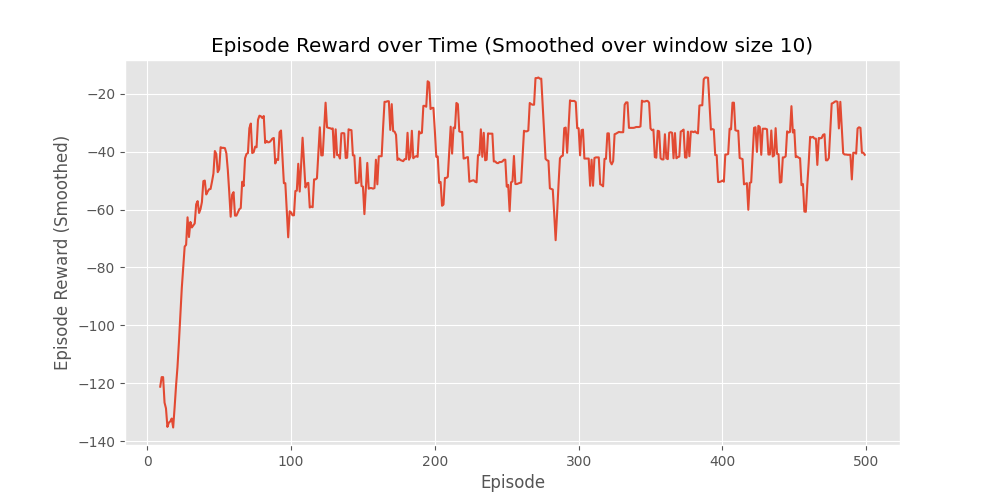 Episode Reward over Time (Smoothed over window size 10)
Episode Reward (Smoothed)
−20
−40
−60
−80
−100
−120
−140
0 100 200 300 400 500
Episode